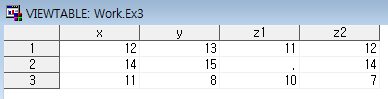 VIEWTABLE: Work.Ex3
x y z1 z2
1 12 13 11 12
2 14 15 . 14
3 11 8 10 7